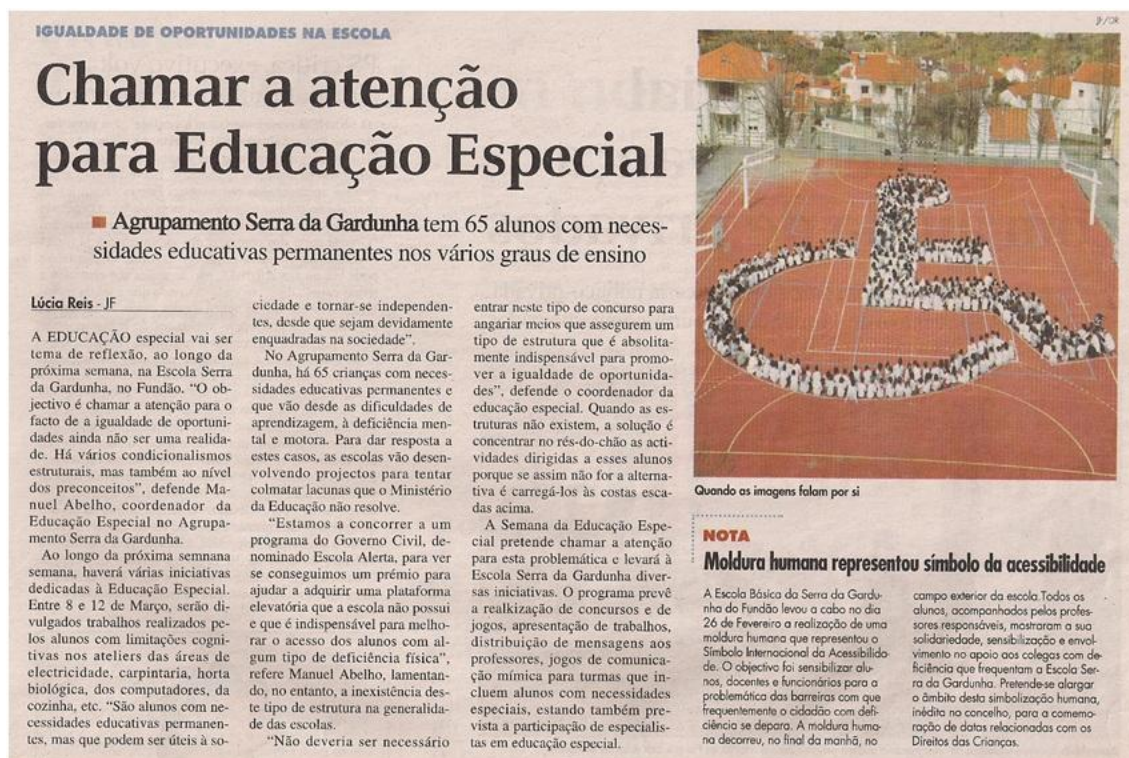 IGUALDADE DE OPORTUNIDADES NA ESCOLA
Chamar a atenção
para Educação Especial
Agrupamento Serra da Gardunha tem 65 alunos com neces-
sidades educativas permanentes nos vários graus de ensino
Lúcia Reis - JF
A EDUCAÇÃO especial vai ser
tema de reflexão, ao longo da
próxima semana, na Escola Serra
da Gardunha, no Fundão. “O ob-
jectivo é chamar a atenção para o
facto de a igualdade de oportuni-
dades ainda não ser uma realida-
de. Há vários condicionalismos
estruturais, mas também ao nível
dos preconceitos”, defende Ma-
nuel Abelho, coordenador da
Educação Especial no Agrupa-
mento Serra da Gardunha.
Ao longo da próxima semnana
semana, haverá várias iniciativas
dedicadas à Educação Especial.
Entre 8 e 12 de Março, serão di-
vulgados trabalhos realizados pe-
los alunos com limitações cogni-
tivas nos ateliers das áreas de
electricidade, carpintaria, horta
biológica, dos computadores, da
cozinha, etc. “São alunos com ne-
cessidades educativas permanen-
tes, mas que podem ser úteis à so-
ciedade e tornar-se independen-
tes, desde que sejam devidamente
enquadradas na sociedade”.
No Agrupamento Serra da Gar-
dunha, há 65 crianças com neces-
sidades educativas permanentes e
que vão desde as dificuldades de
aprendizagem, à deficiência men-
tal e motora. Para dar resposta a
estes casos, as escolas vão desen-
volvendo projectos para tentar
colmatar lacunas que o Ministério
da Educação não resolve.
“Estamos a concorrer a um
programa do Governo Civil, de-
nominado Escola Alerta, para ver
se conseguimos um prémio para
ajudar a adquirir uma plataforma
elevatória que a escola não possui
e que é indispensável para melho-
rar o acesso dos alunos com al-
gum tipo de deficiência física”,
refere Manuel Abelho, lamentan-
do, no entanto, a inexistência des-
te tipo de estrutura na generalida-
de das escolas.
“Não deveria ser necessário
entrar neste tipo de concurso para
angariar meios que assegurem um
tipo de estrutura que é absolita-
mente indispensável para promo-
ver a igualdade de oportunida-
des”, defende o coordenador da
educação especial. Quando as es-
truturas não existem, a solução é
concentrar no rés-do-chão as acti-
vidades dirigidas a esses alunos
porque se assim não for a alterna-
tiva é carregá-los às costas esca-
das acima.
A Semana da Educação Espe-
cial pretende chamar a atenção
para esta problemática e levará à
Escola Serra da Gardunha diver-
sas iniciativas. O programa prevê
a realkização de concursos e de
jogos, apresentação de trabalhos,
distribuição de mensagens aos
professores, jogos de comunica-
ção mímica para turmas que in-
cluem alunos com necessidades
especiais, estando também pre-
vista a participação de especialis-
tas em educação especial.
Quando as imagens falam por si
NOTA
Moldura humana representou símbolo da acessibilidade
A Escola Básica da Serra da Gardu-
nha do Fundão levou a cabo no dia
26 de Fevereiro a realização de uma
moldura humana que representou o
Símbolo Internacional da Acessibilida-
de. O objectivo foi sensibilizar alu-
nos, docentes e funcionários para a
problemática das barreiras com que
frequentemente o cidadão com defi-
ciência se depara. A moldura huma-
na decorreu, no final da manhã, no
campo exterior da escola.Todos os
alunos, acompanhados pelos profes-
sores responsáveis, mostraram a sua
solidariedade, sensibilização e envol-
vimento no apoio aos colegas com de-
ficiência que frequentam a Escola Ser-
ra da Gardunha. Pretende-se alargar
o âmbito desta simbolização humana,
inédita no concelho, para a comemo-
ração de datas relacionadas com os
Direitos das Crianças.